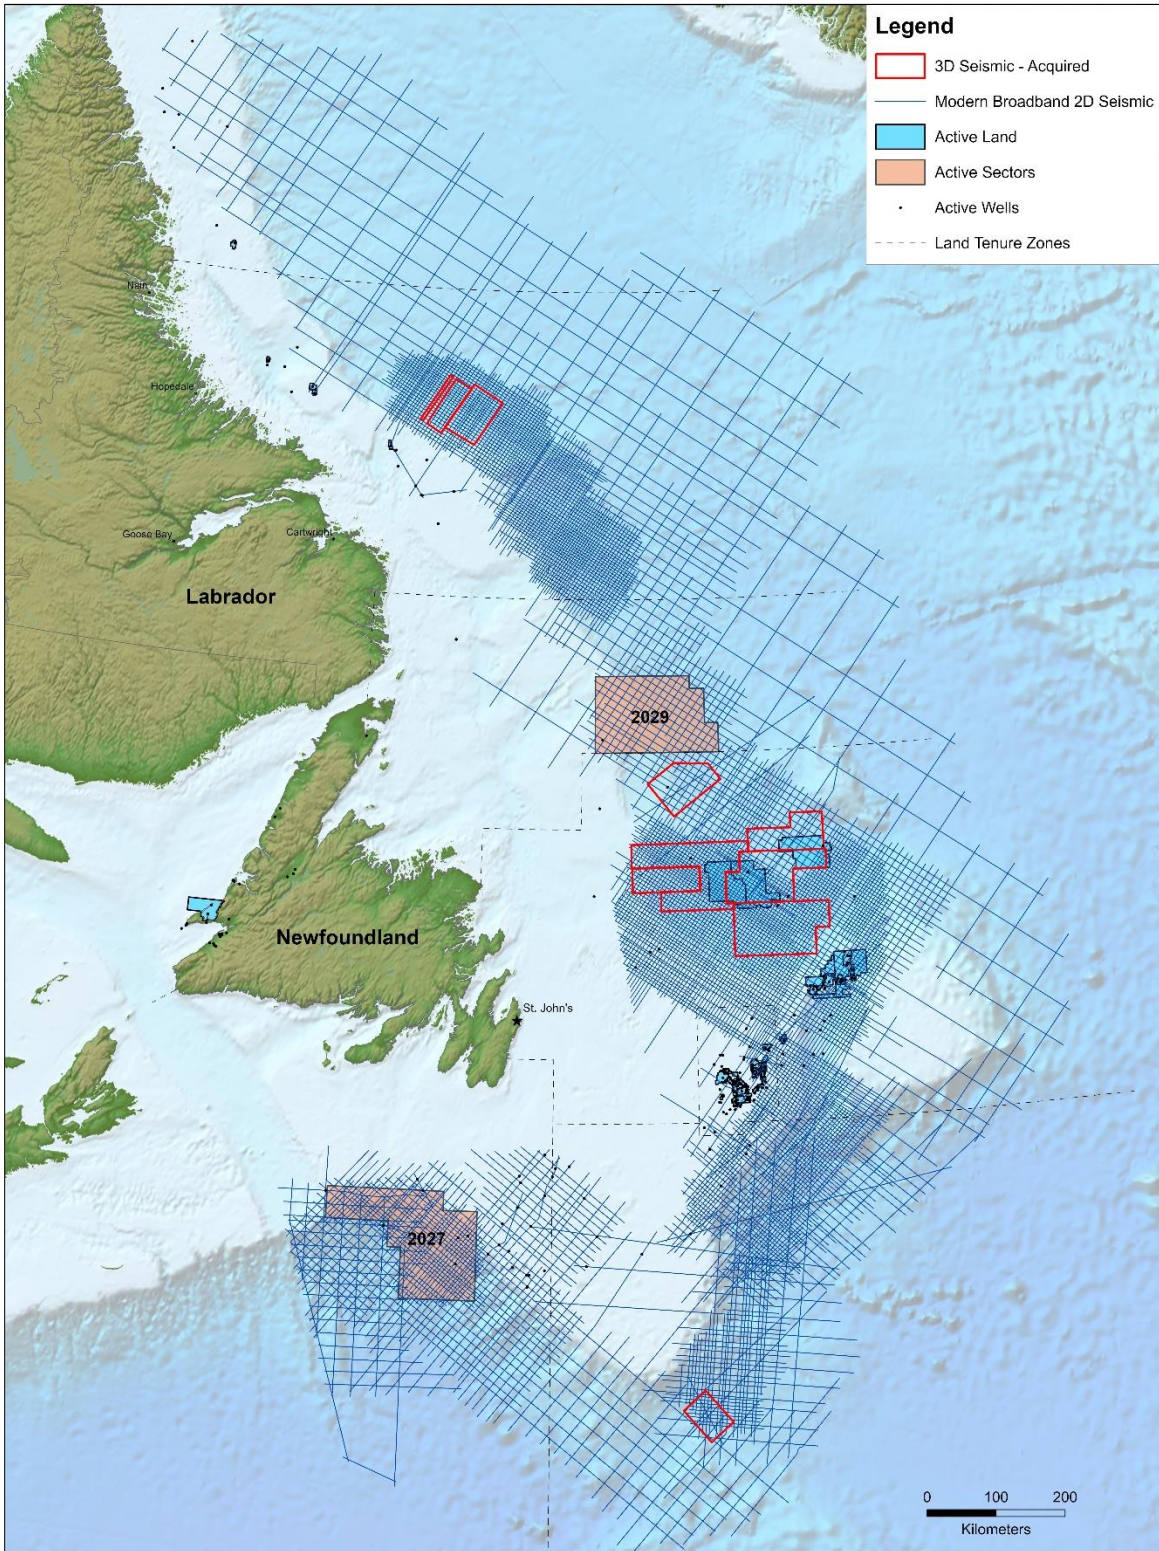 Legend
3D Seismic - Acquired
Modern Broadband 2D Seismic
Active Land
Active Sectors
Active Wells
Land Tenure Zones
Nain
Hopedale
Goose Bay
Cartwright
Labrador
2029
Newfoundland
St. John's
2027
0 100 200
Kilometers